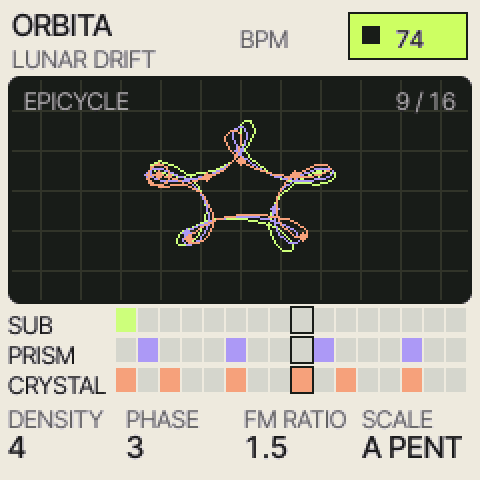 ORBITA
LUNAR DRIFT
BPM
74
EPICYCLE 9 / 16
SUB
PRISM
CRYSTAL
DENSITY PHASE FM RATIO SCALE
4 3 1.5 A PENT